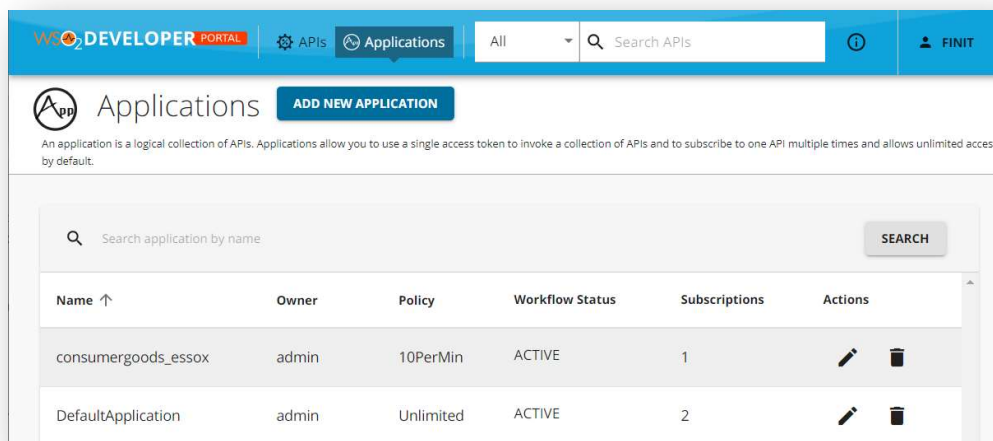 WSO2 DEVELOPER PORTAL APIs Applications All Search APIs FINIT
App Applications ADD NEW APPLICATION
An application is a logical collection of APIs. Applications allow you to use a single access token to invoke a collection of APIs and to subscribe to one API multiple times and allows unlimited acces
by default.
Search application by name SEARCH
Name Owner Policy Workflow Status Subscriptions Actions
consumergoods_essox admin 10PerMin ACTIVE 1
DefaultApplication admin Unlimited ACTIVE 2